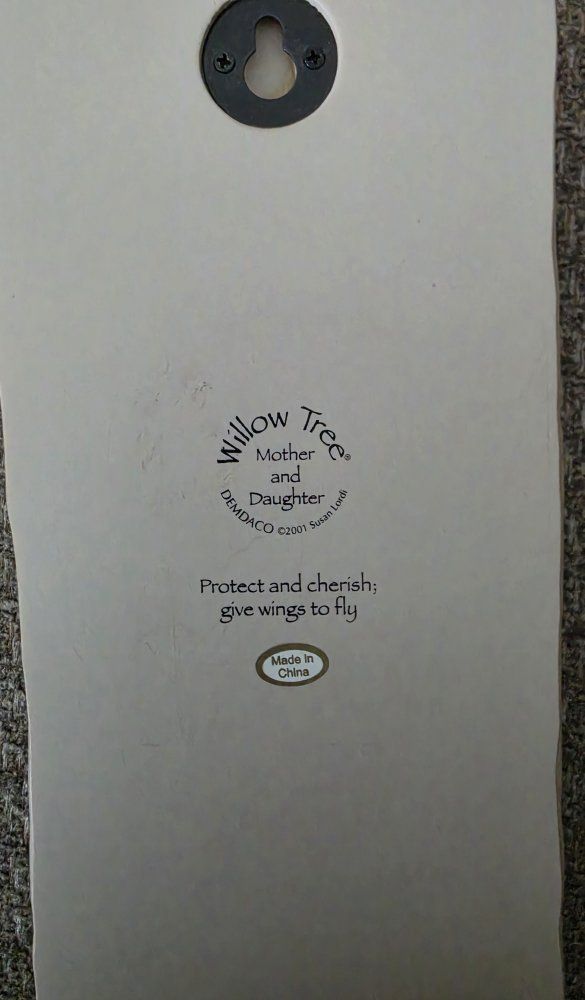 Willow Tree®
Mother
and
Daughter
DEMDACO ©2001 Susan Lordi
Protect and cherish;
give wings to fly
Made in
China